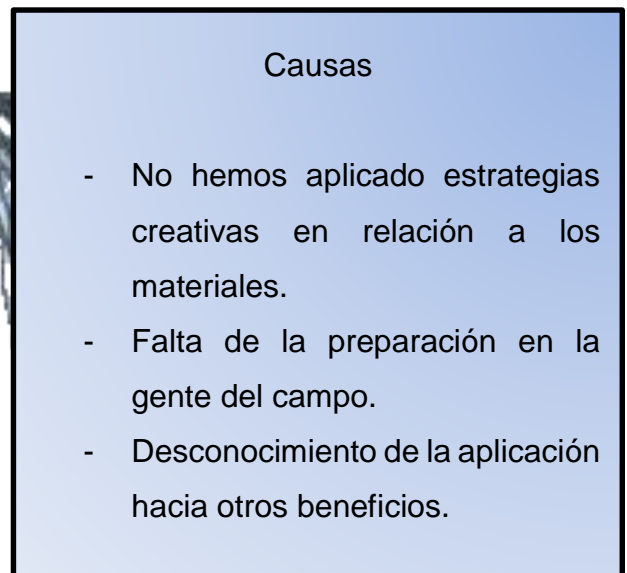 Causas
- No hemos aplicado estrategias
creativas en relación a los
materiales.
- Falta de la preparación en la
gente del campo.
- Desconocimiento de la aplicación
hacia otros beneficios.